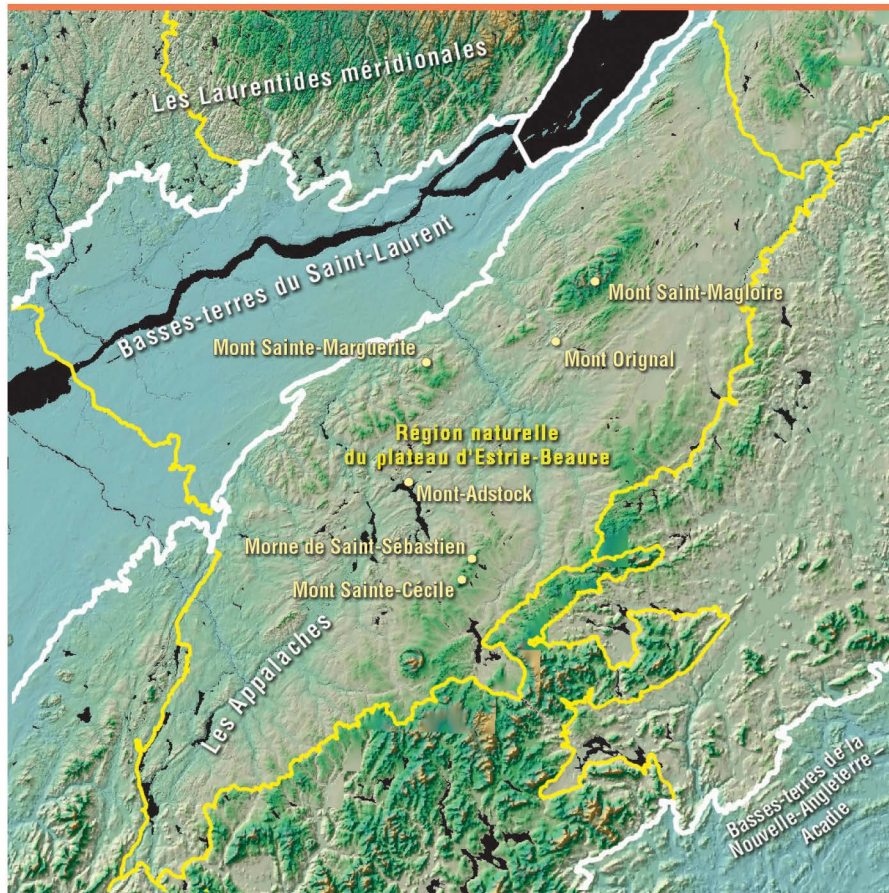 Les Laurentides méridionales
Basses-terres du Saint-Laurent
Mont Saint-Magloire
Mont Sainte-Marguerite
Mont Orignal
Région naturelle
du plateau d'Estrie-Beauce
Mont-Adstock
Morne de Saint-Sébastien
Mont Sainte-Cécile
Les Appalaches
Basses-terres de la
Nouvelle-Angleterre
Acadie